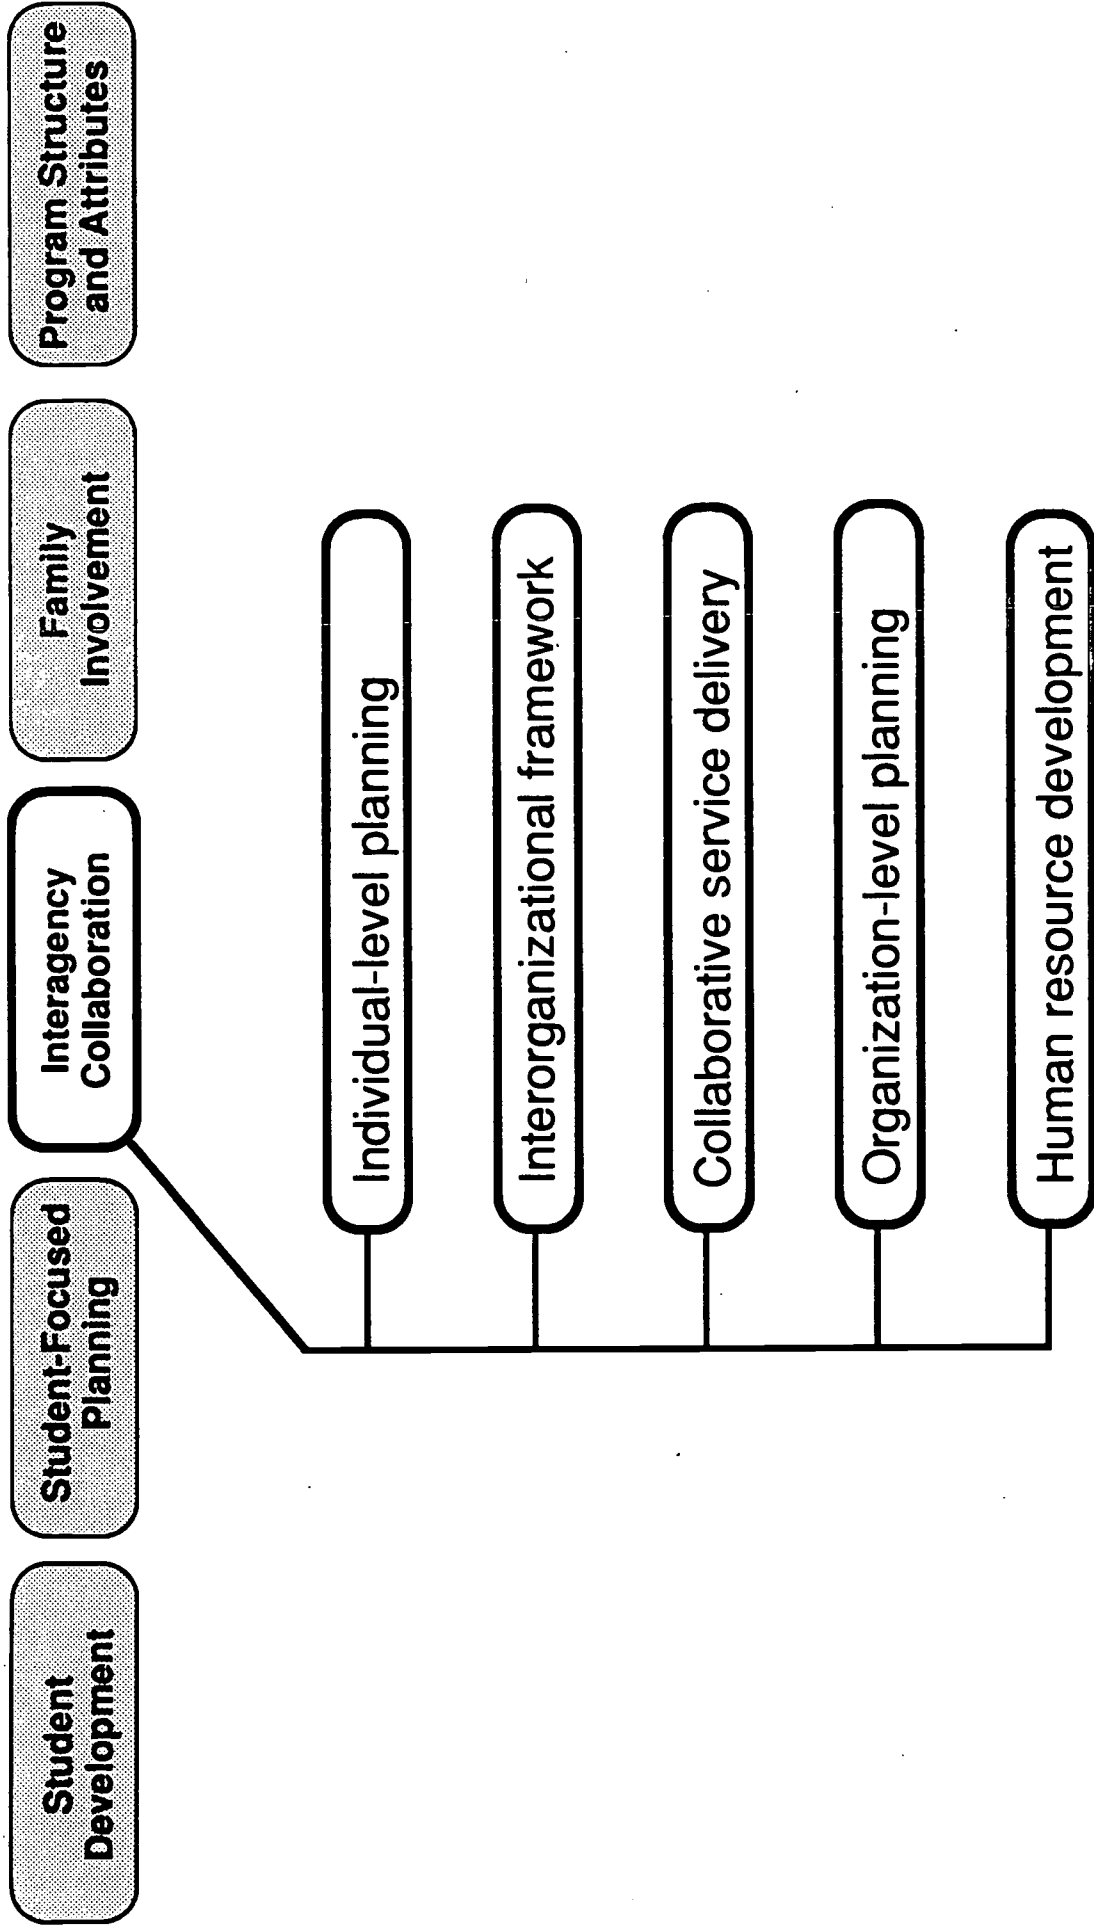 Student
Development
Student-Focused
Planning
Interagency
Collaboration
Family
Involvement
Program Structure
and Attributes
Individual-level planning
Interorganizational framework
Collaborative service delivery
Organization-level planning
Human resource development